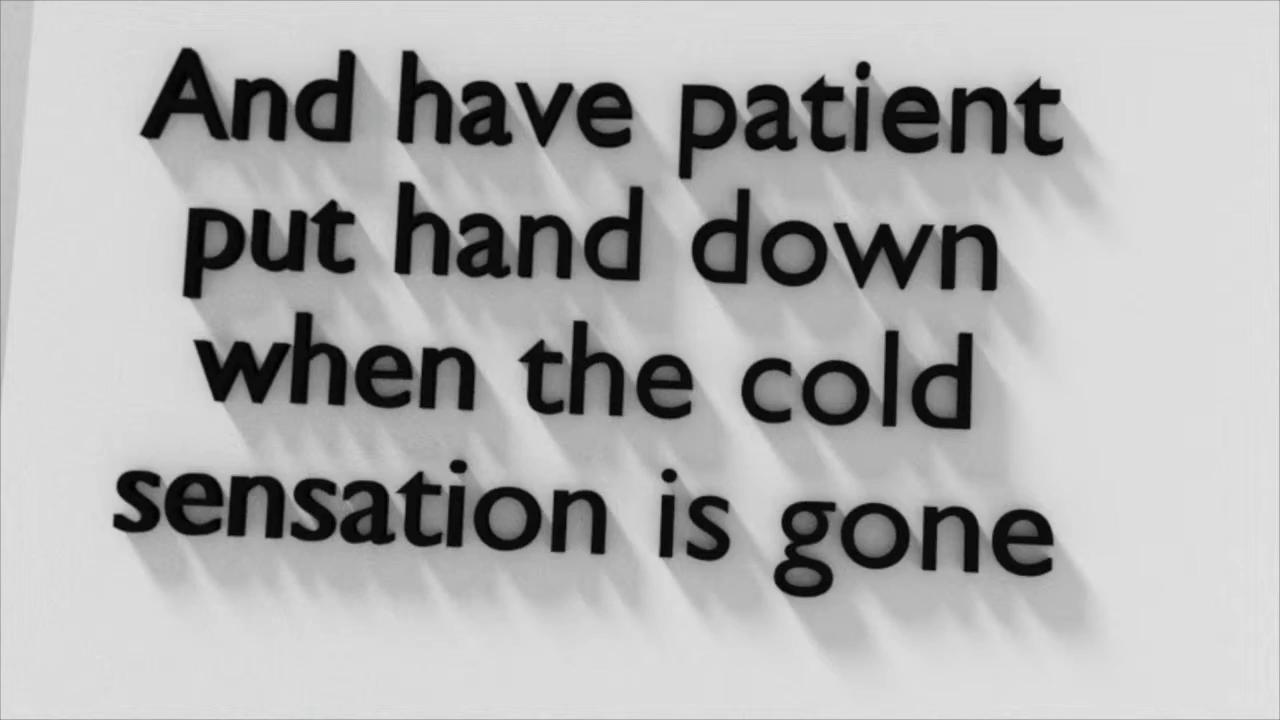 And have patient
put hand down
when the cold
sensation is gone